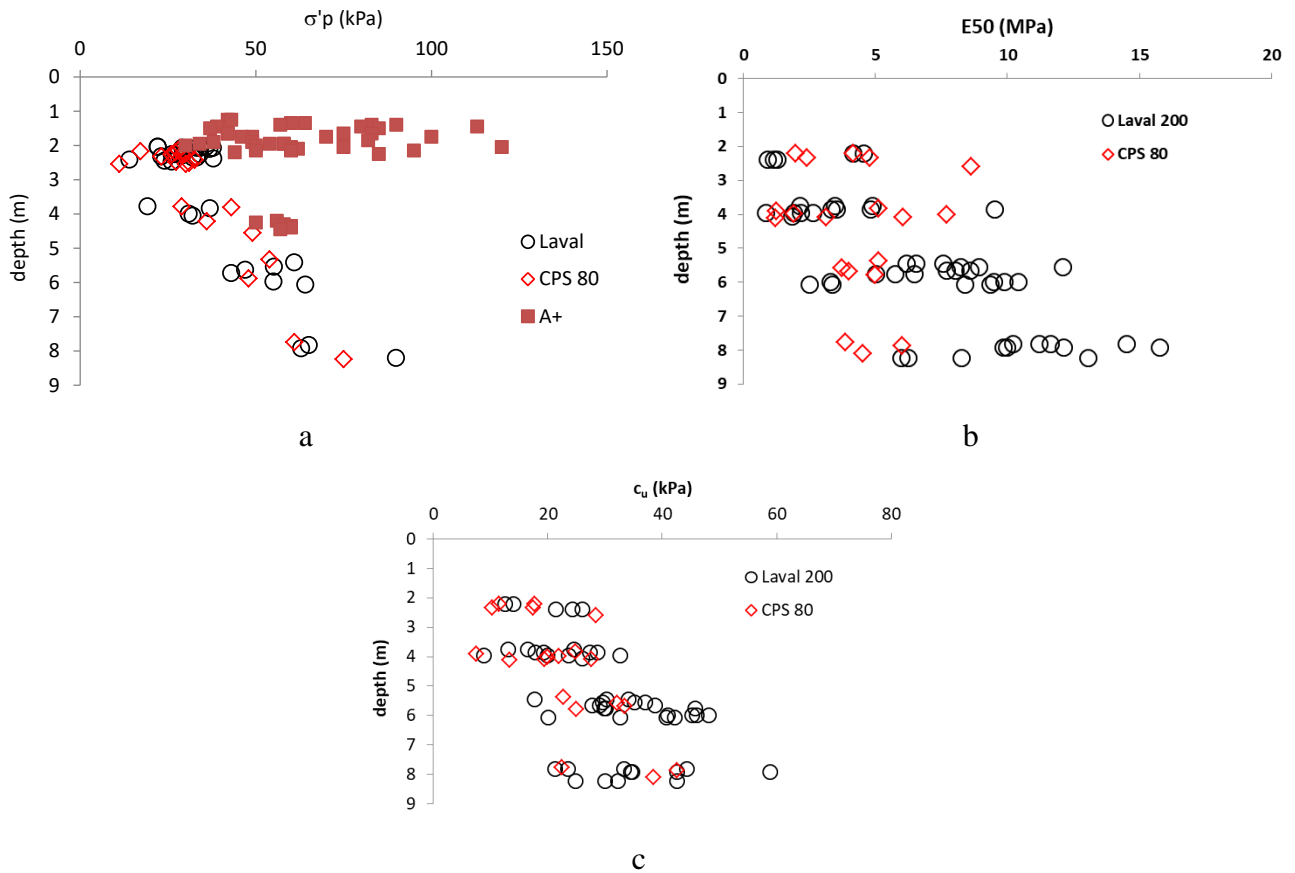 σ'p (kPa)
0 50 100 150
0
1
2
3
4
5
6
7
8
9
depth (m)
Laval
CPS 80
A+
a
E50 (MPa)
0 5 10 15 20
0
1
2
3
4
5
6
7
8
9
depth (m)
Laval 200
CPS 80
b
cᵤ (kPa)
0 20 40 60 80
0
1
2
3
4
5
6
7
8
9
depth (m)
Laval 200
CPS 80
c